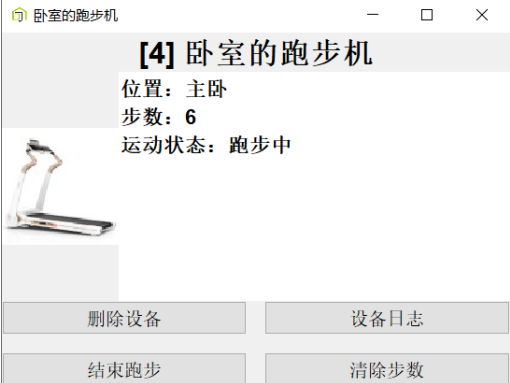 卧室的跑步机
[4] 卧室的跑步机
位置：主卧
步数：6
运动状态：跑步中
删除设备
设备日志
结束跑步
清除步数